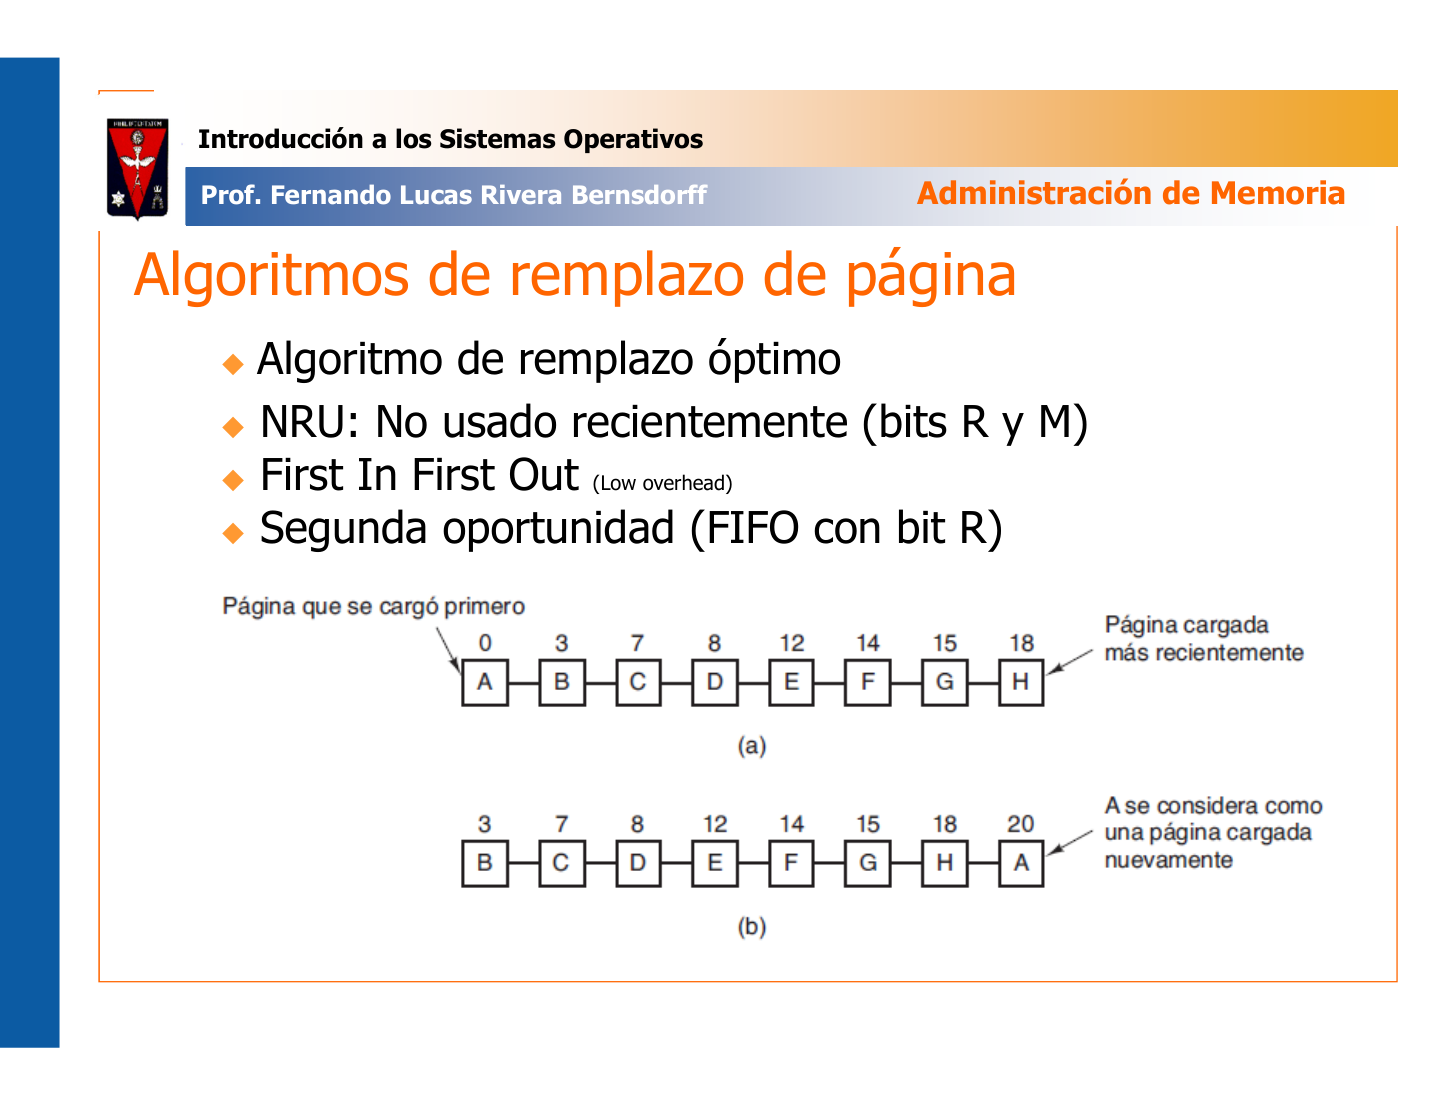 Introducción a los Sistemas Operativos
Prof. Fernando Lucas Rivera Bernsdorff
Administración de Memoria
Algoritmos de remplazo de página
Algoritmo de remplazo óptimo
NRU: No usado recientemente (bits R y M)
First In First Out (Low overhead)
Segunda oportunidad (FIFO con bit R)
Página que se cargó primero
0 3 7 8 12 14 15 18
A B C D E F G H
Página cargada
más recientemente
(a)
3 7 8 12 14 15 18 20
B C D E F G H A
A se considera como
una página cargada
nuevamente
(b)